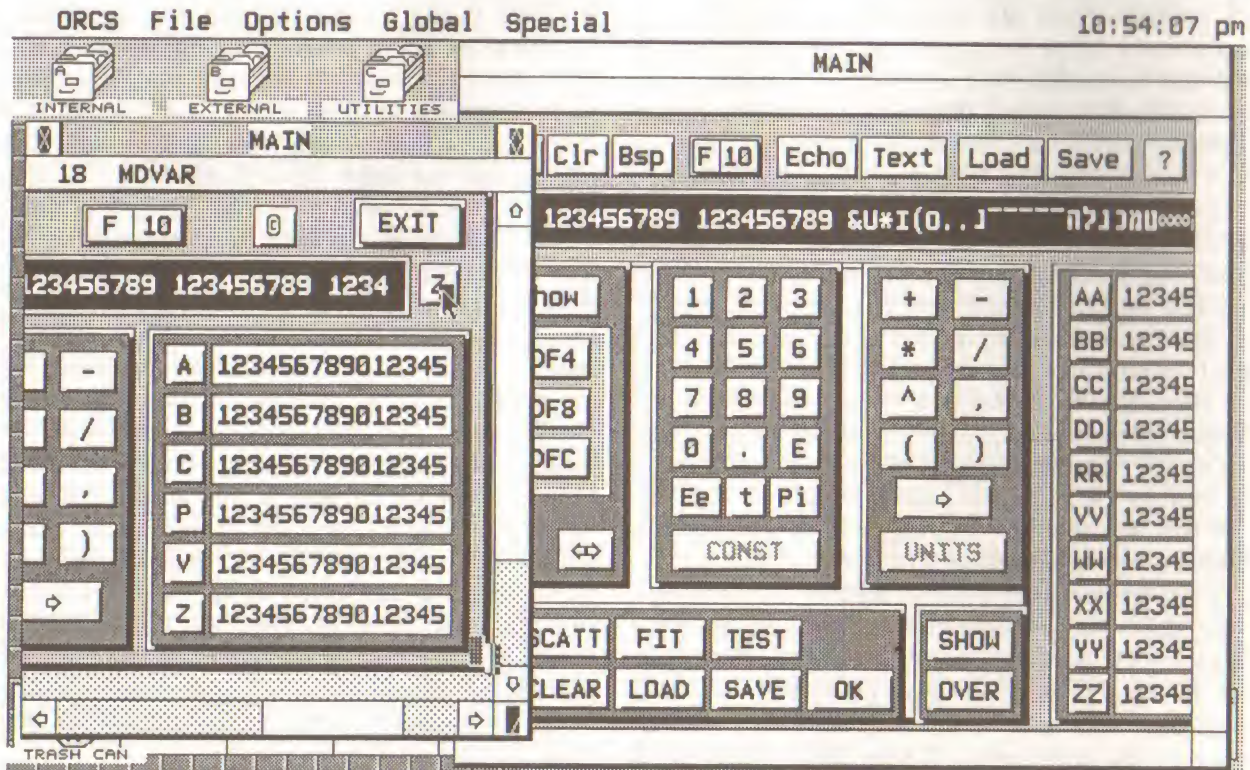 ORCS File Options Global Special 10:54:07 pm
A B C
INTERNAL EXTERNAL UTILITIES
MAIN
18 MDVAR
F 10 @ EXIT
123456789 123456789 1234 Z
-
/
,
)
⇨
A 123456789012345
B 123456789012345
C 123456789012345
P 123456789012345
V 123456789012345
Z 123456789012345
TRASH CAN
MAIN
Clr Bsp F 10 Echo Text Load Save ?
123456789 123456789 &U*I(O..
how
DF4
DF8
DFC
⇔
1 2 3
4 5 6
7 8 9
0 . E
Ee t Pi
CONST
+ -
* /
^ ,
( )
⇨
UNITS
AA 12345
BB 12345
CC 12345
DD 12345
RR 12345
VV 12345
WW 12345
XX 12345
YY 12345
ZZ 12345
SCATT FIT TEST
CLEAR LOAD SAVE OK
SHOW
OVER